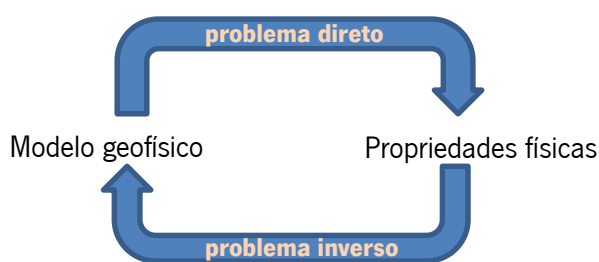 problema direto
Modelo geofísico
Propriedades físicas
problema inverso